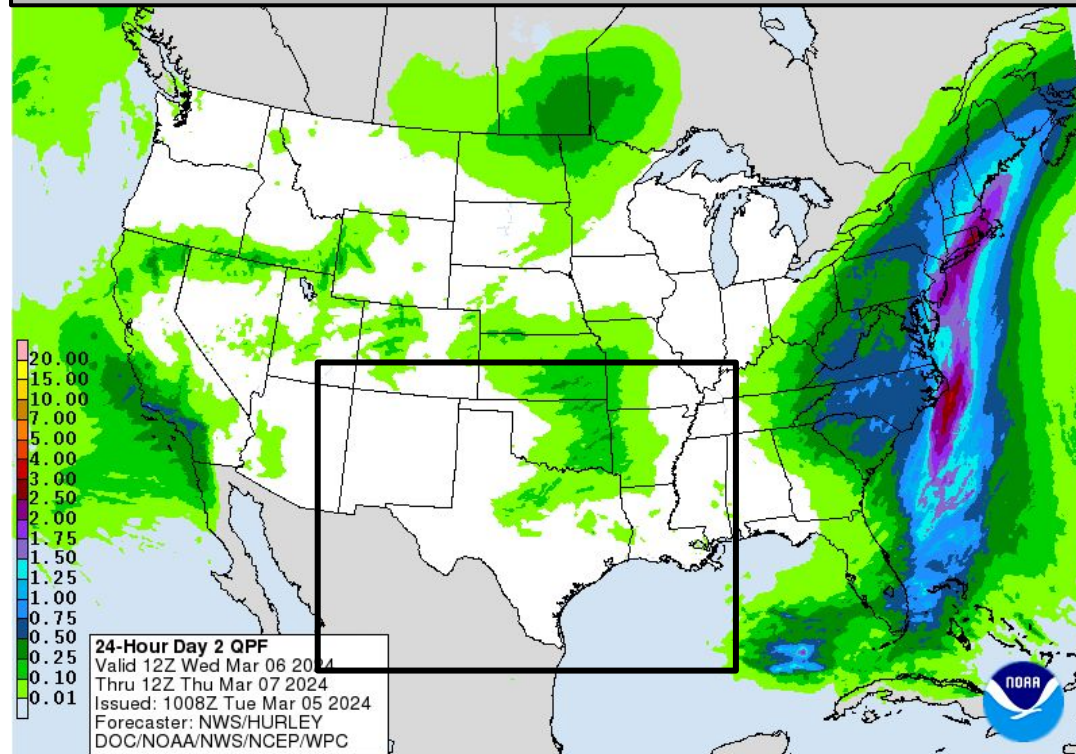 20.00
15.00
10.00
7.00
5.00
4.00
3.00
2.50
2.00
1.75
1.50
1.25
1.00
0.75
0.50
0.25
0.10
0.01
24-Hour Day 2 QPF
Valid 12Z Wed Mar 06 2024
Thru 12Z Thu Mar 07 2024
Issued: 1008Z Tue Mar 05 2024
Forecaster: NWS/HURLEY
DOC/NOAA/NWS/NCEP/WPC
NOAA